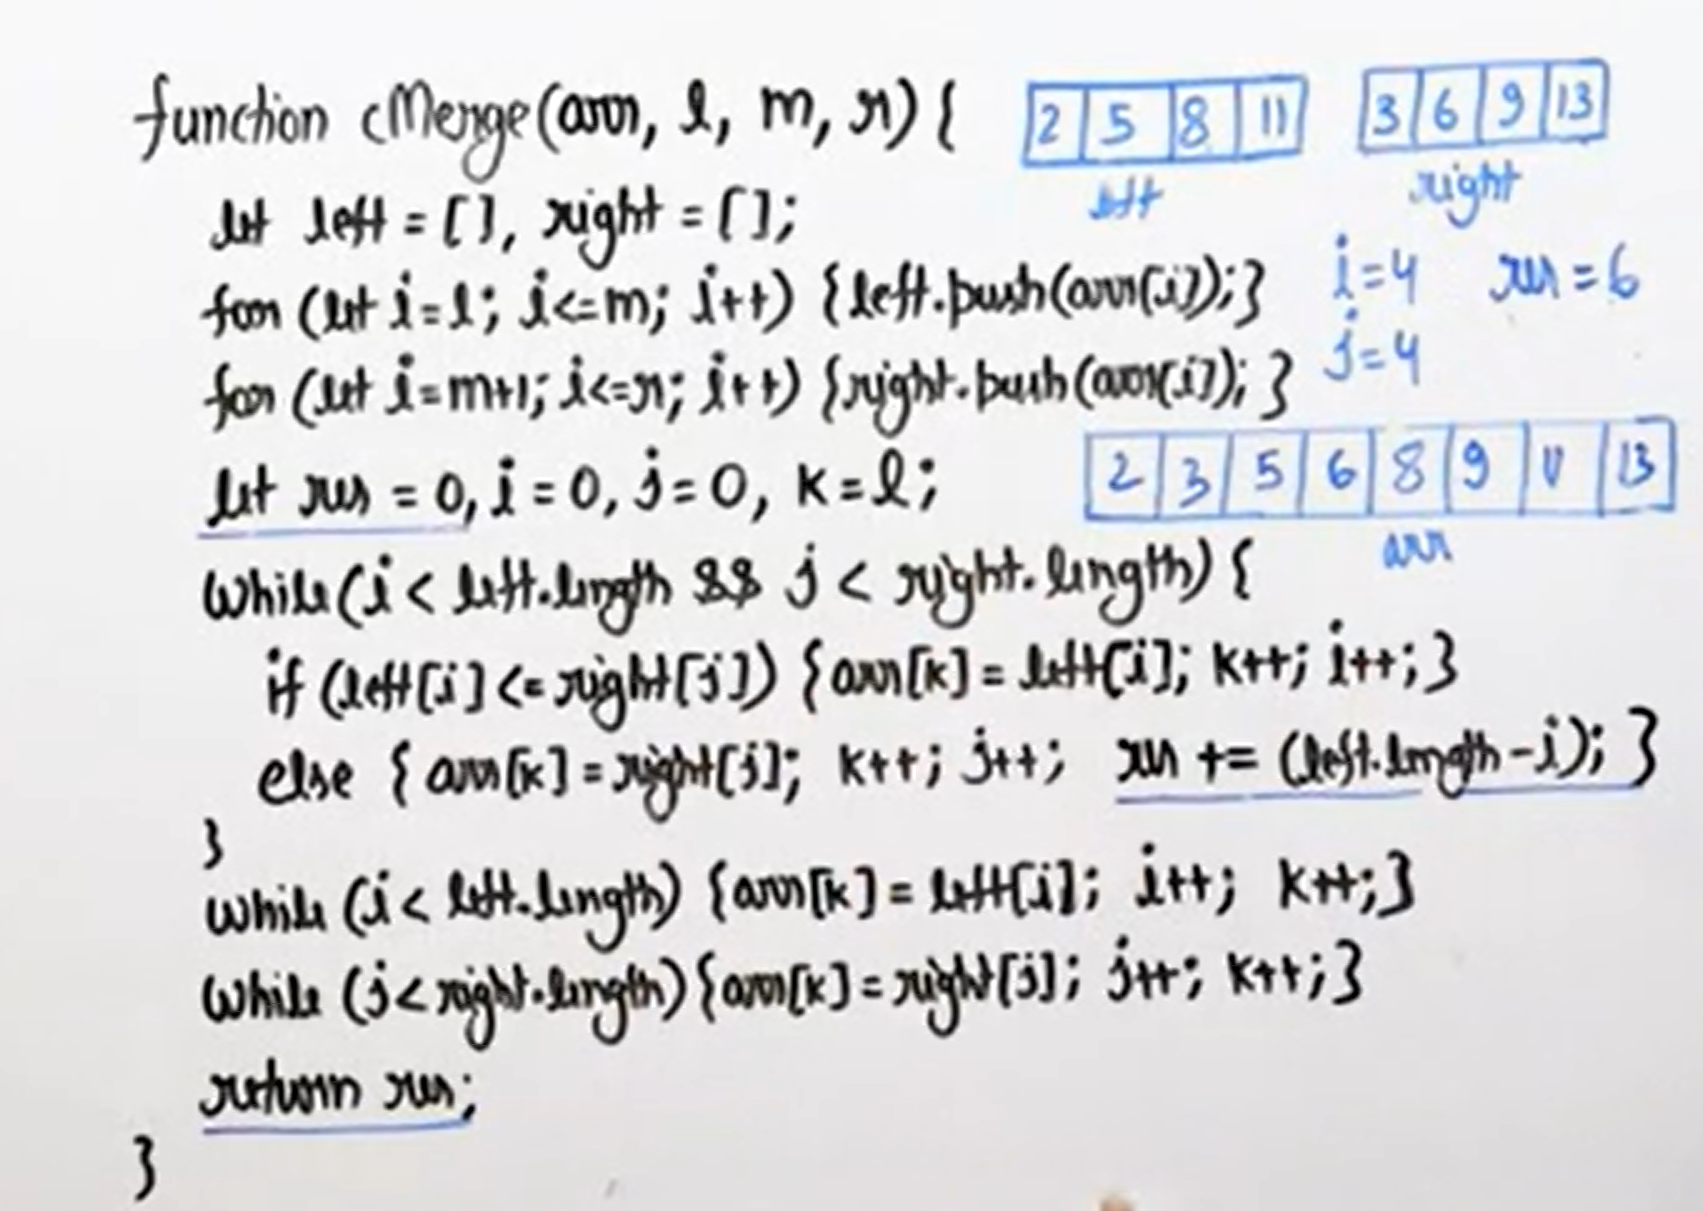 function cMerge(arr, l, m, r) {
let left = [], right = [];
for (let i=l; i<=m; i++) {left.push(arr[i]);}
for (let i=m+1; i<=r; i++) {right.push(arr[i]); }
let res = 0, i = 0, j = 0, k = l;
while(i < left.length && j < right.length) {
if (left[i] <= right[j]) {arr[k] = left[i]; k++; i++;}
else { arr[k] = right[j]; k++; j++; res += (left.length-i); }
}
while (i < left.length) {arr[k] = left[i]; i++; k++;}
while (j < right.length) {arr[k] = right[j]; j++; k++;}
return res;
}
2 5 8 11
left
3 6 9 13
right
i=4 res = 6
j=4
2 3 5 6 8 9 11 13
arr